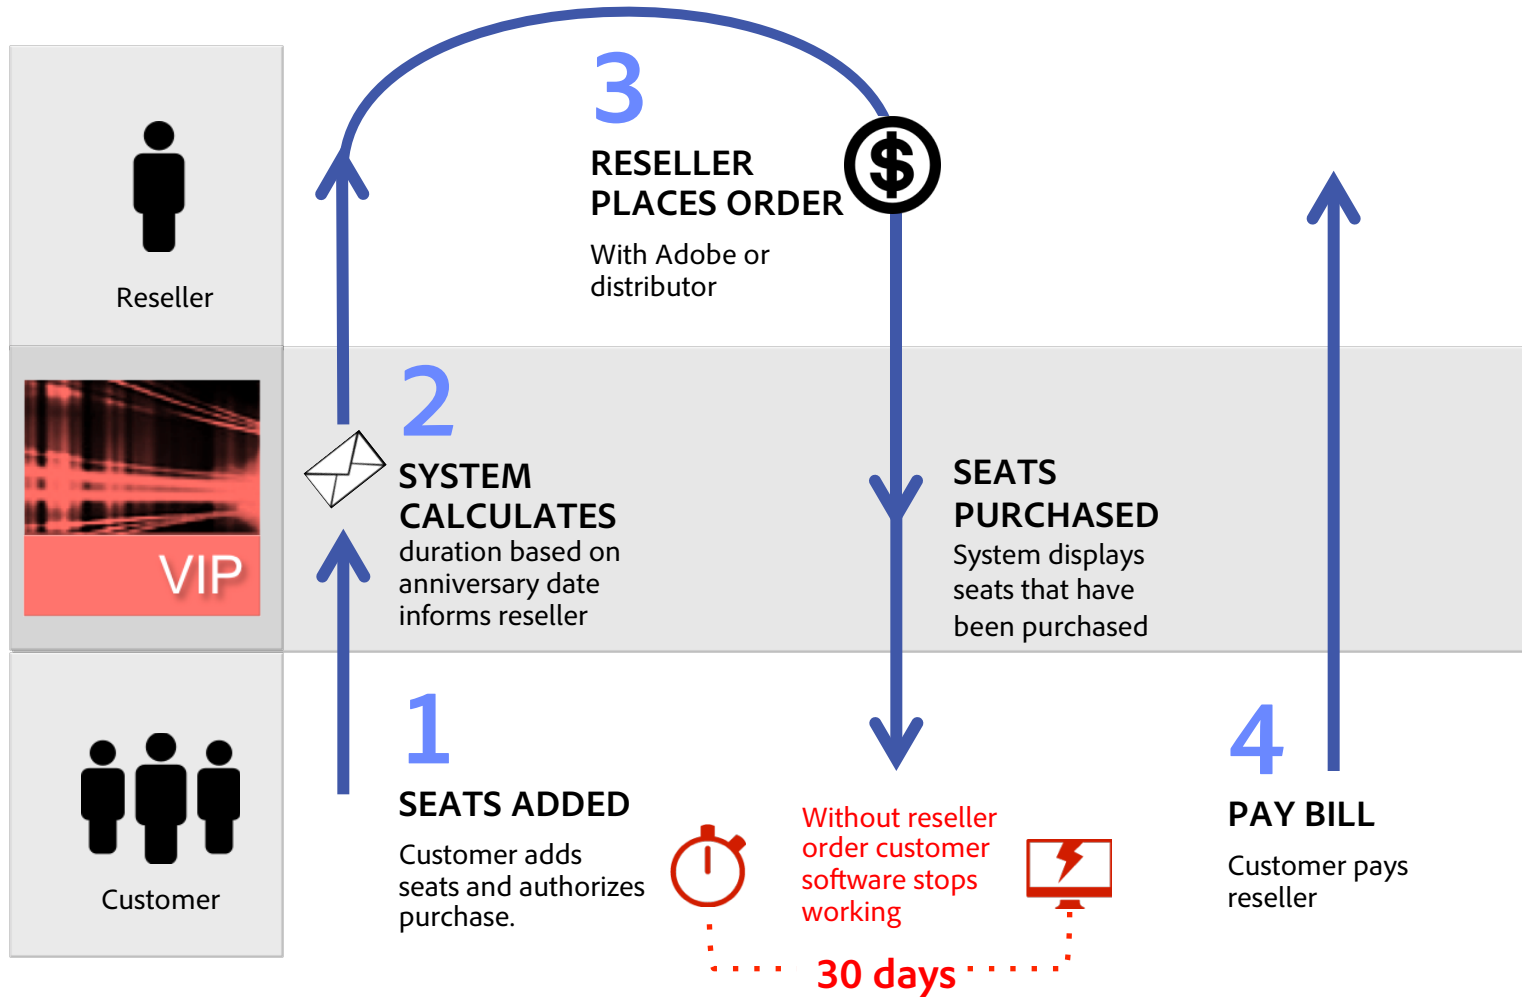 3
RESELLER
PLACES ORDER
With Adobe or
distributor
$
Reseller
2
SYSTEM
CALCULATES
duration based on
anniversary date
informs reseller
SEATS
PURCHASED
System displays
seats that have
been purchased
VIP
1
SEATS ADDED
Customer adds
seats and authorizes
purchase.
Customer
Without reseller
order customer
software stops
working
30 days
4
PAY BILL
Customer pays
reseller